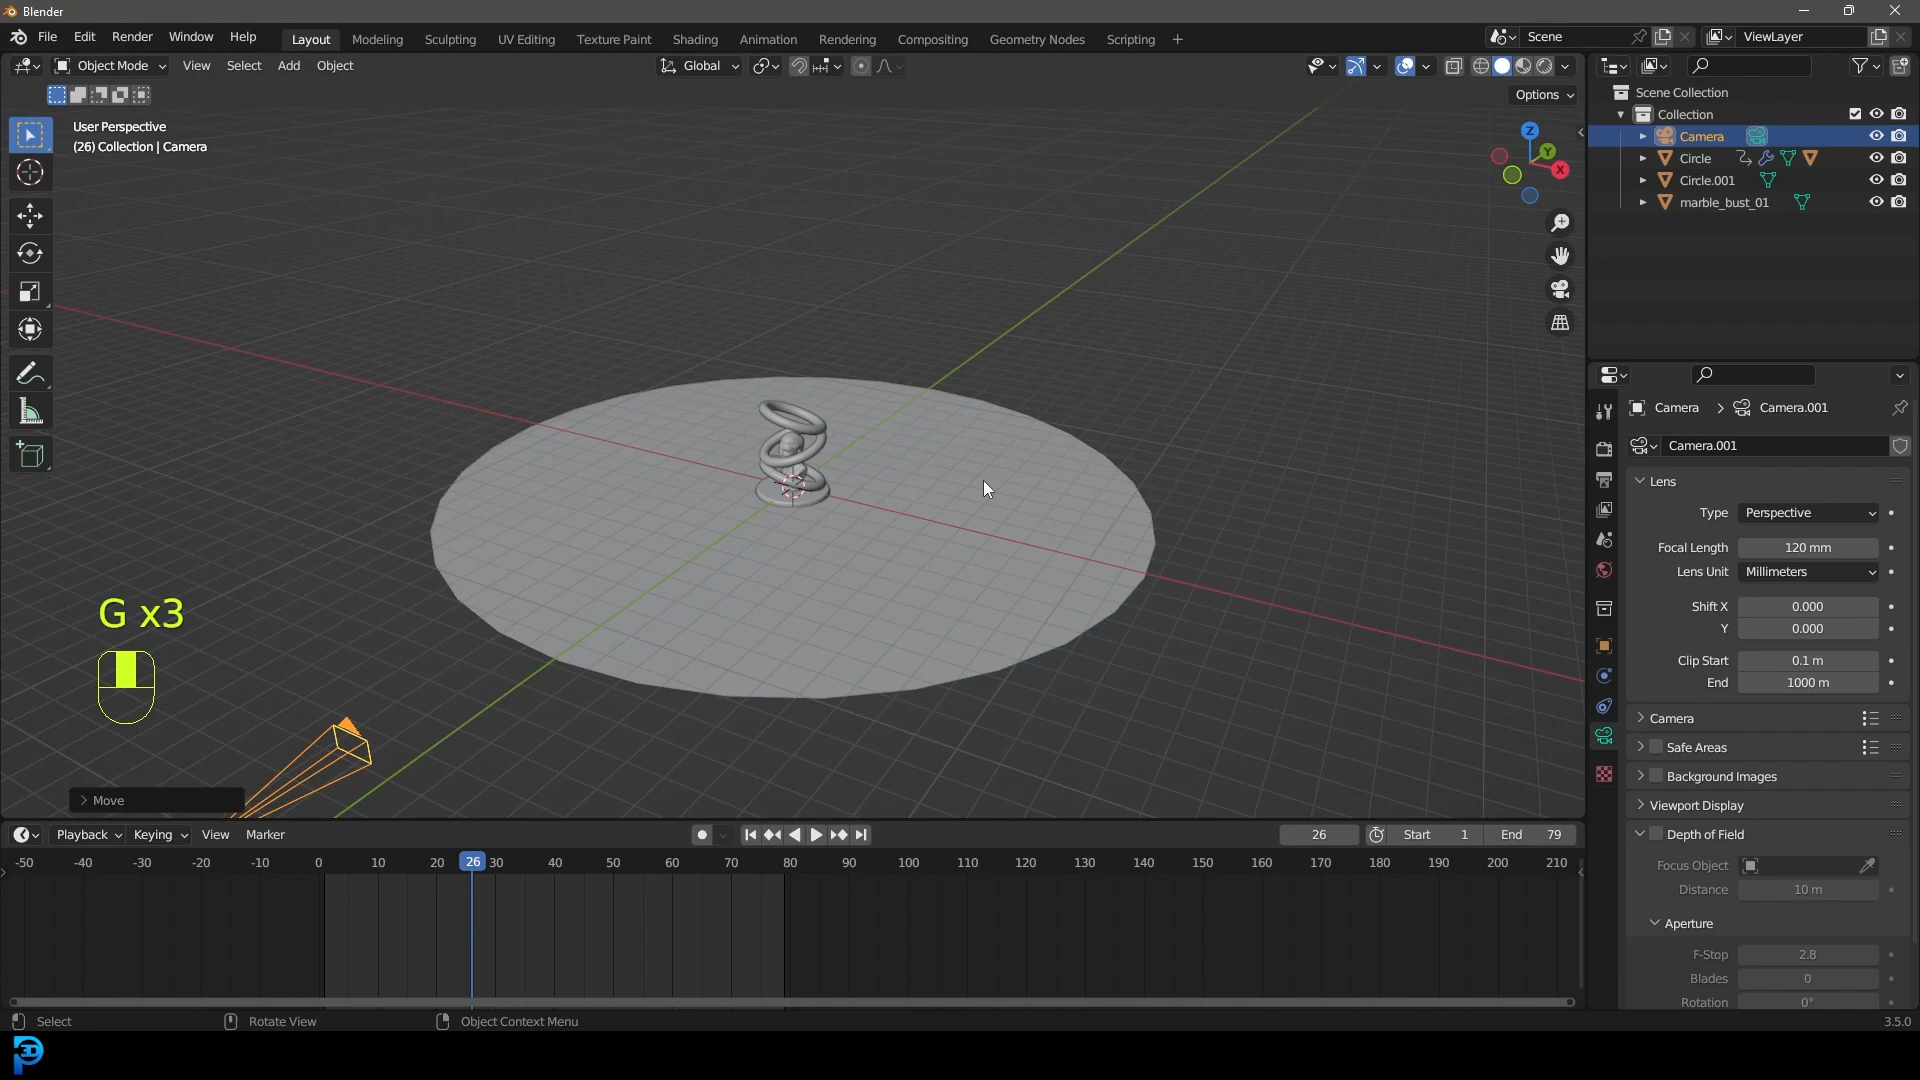 Blender
File Edit Render Window Help Layout Modeling Sculpting UV Editing Texture Paint Shading Animation Rendering Compositing Geometry Nodes Scripting + Scene ViewLayer
Object Mode View Select Add Object Global
Options
User Perspective
(26) Collection | Camera
Z
Y
X
Scene Collection
Collection
Camera
Circle
Circle.001
marble_bust_01
Camera > Camera.001
Camera.001
Lens
Type Perspective
Focal Length 120 mm
Lens Unit Millimeters
Shift X 0.000
Y 0.000
Clip Start 0.1 m
End 1000 m
Camera
Safe Areas
Background Images
Viewport Display
Depth of Field
Focus Object
Distance 10 m
Aperture
F-Stop 2.8
Blades 0
Rotation 0°
G x3
> Move
Playback Keying View Marker 26 Start 1 End 79
-50 -40 -30 -20 -10 0 10 20 26 30 40 50 60 70 80 90 100 110 120 130 140 150 160 170 180 190 200 210
Select Rotate View Object Context Menu 3.5.0
3D